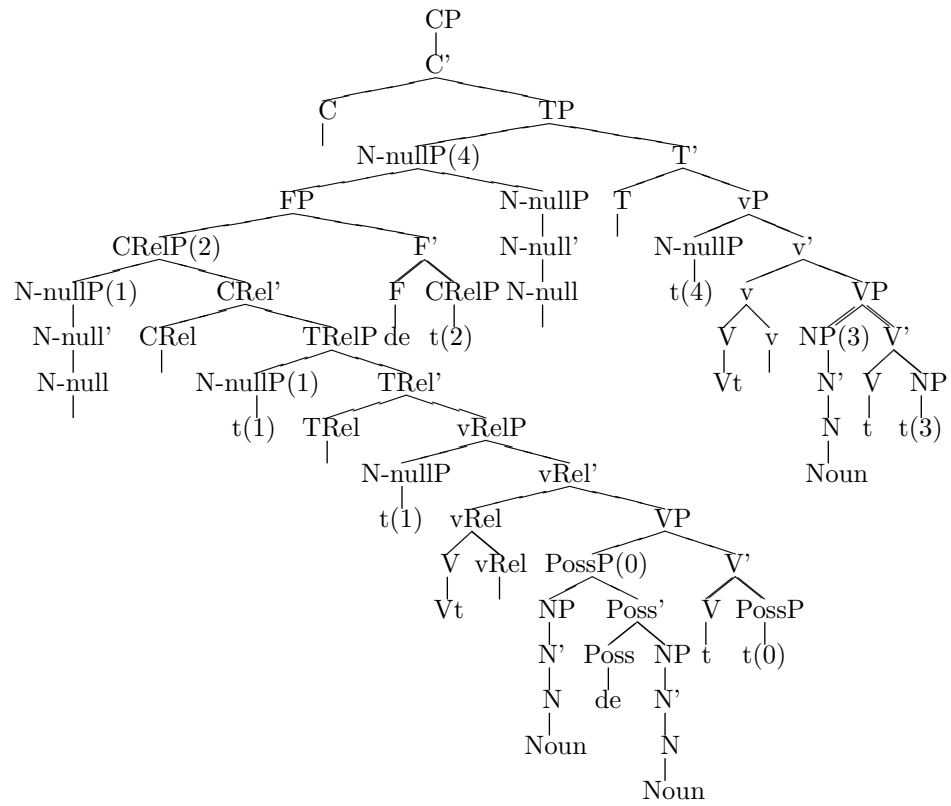 CP
C'
C TP
N-nullP(4) T'
FP N-nullP T vP
CRelP(2) F' N-null' N-nullP v'
N-nullP(1) CRel' F CRelP N-null t(4) v VP
N-null' CRel TRelP de t(2) V v NP(3) V'
N-null N-nullP(1) TRel' Vt N' V NP
t(1) TRel vRelP N t t(3)
N-nullP vRel' Noun
t(1) vRel VP
V vRel PossP(0) V'
Vt NP Poss' V PossP
N' Poss NP t t(0)
N de N'
Noun N
Noun